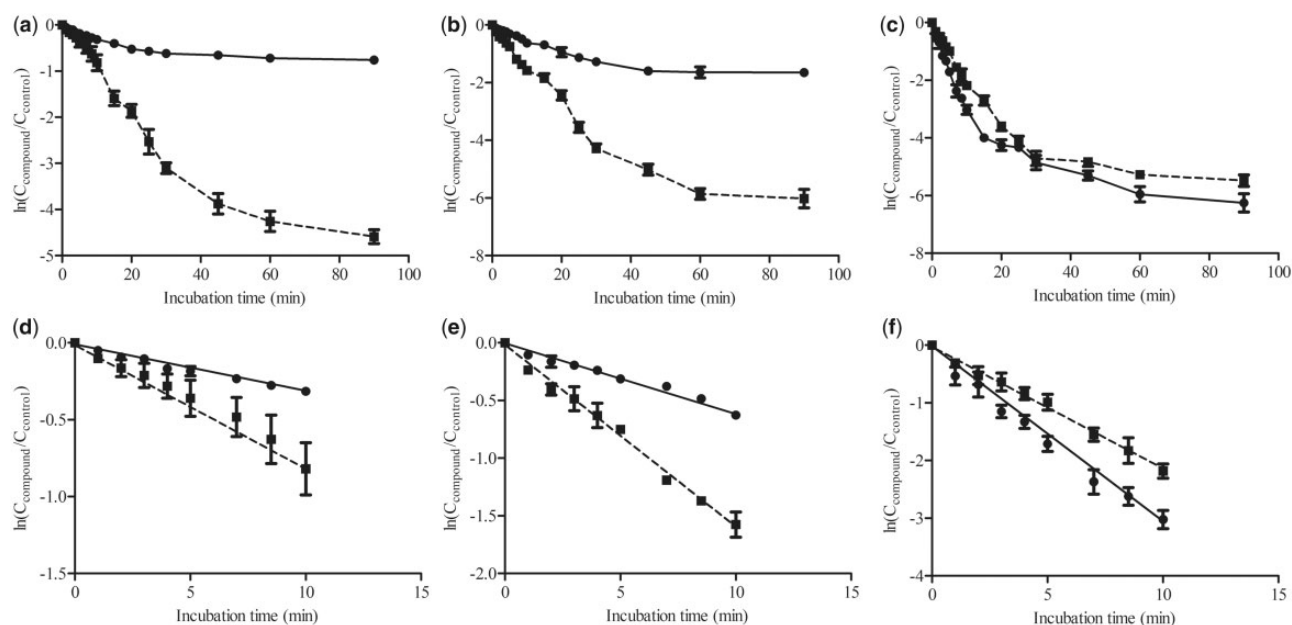 (a)
ln(Ccompound/Ccontrol)
0
-1
-2
-3
-4
-5
0 20 40 60 80 100
Incubation time (min)
(b)
ln(Ccompound/Ccontrol)
0
-2
-4
-6
-8
0 20 40 60 80 100
Incubation time (min)
(c)
ln(Ccompound/Ccontrol)
0
-2
-4
-6
-8
0 20 40 60 80 100
Incubation time (min)
(d)
ln(Ccompound/Ccontrol)
0.0
-0.5
-1.0
-1.5
0 5 10 15
Incubation time (min)
(e)
ln(Ccompound/Ccontrol)
0.0
-0.5
-1.0
-1.5
-2.0
0 5 10 15
Incubation time (min)
(f)
ln(Ccompound/Ccontrol)
0
-1
-2
-3
-4
0 5 10 15
Incubation time (min)